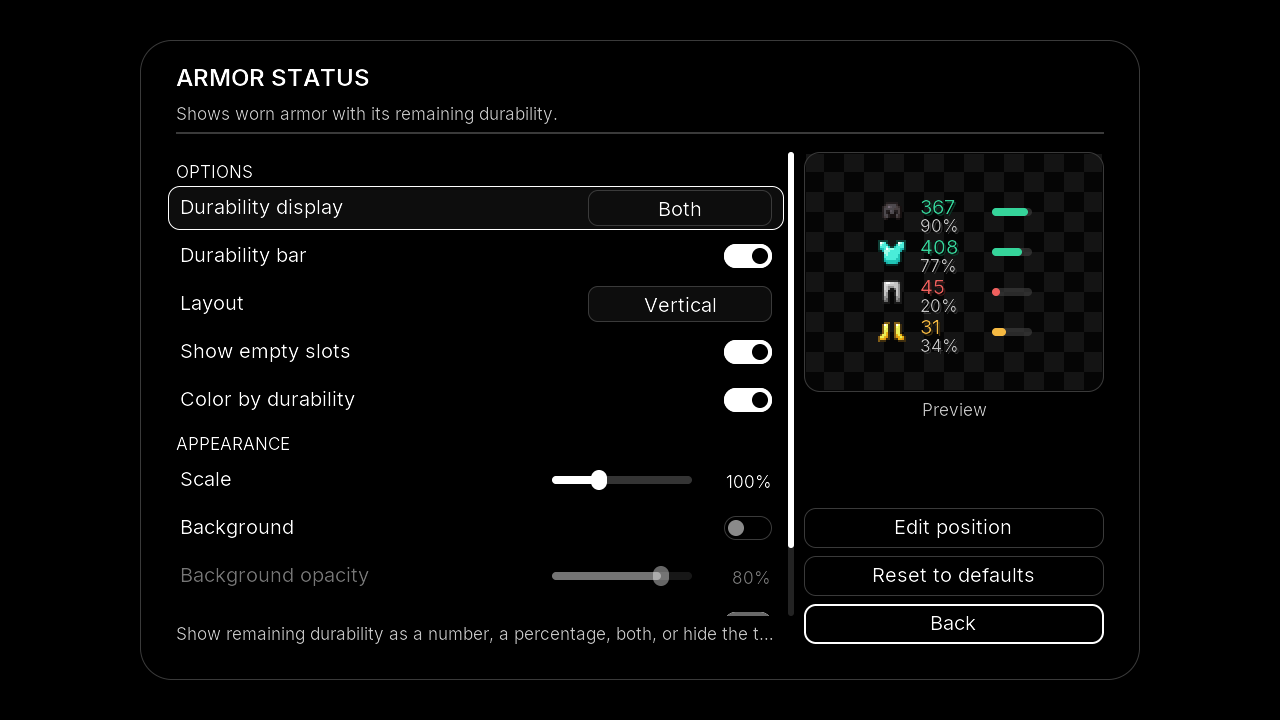 ARMOR STATUS
Shows worn armor with its remaining durability.
OPTIONS
Durability display
Both
Durability bar
Layout
Vertical
Show empty slots
Color by durability
APPEARANCE
Scale
100%
Background
Background opacity
80%
Show remaining durability as a number, a percentage, both, or hide the t...
367
90%
408
77%
45
20%
31
34%
Preview
Edit position
Reset to defaults
Back